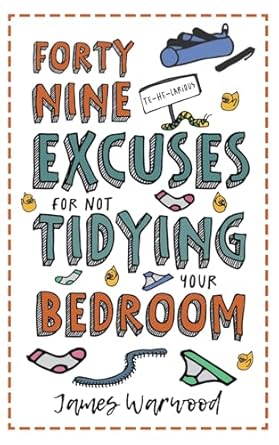 FORTY
NINE
TE-HE-LARIOUS
EXCUSES
FOR NOT
TIDYING
YOUR
BEDROOM
James Warwood